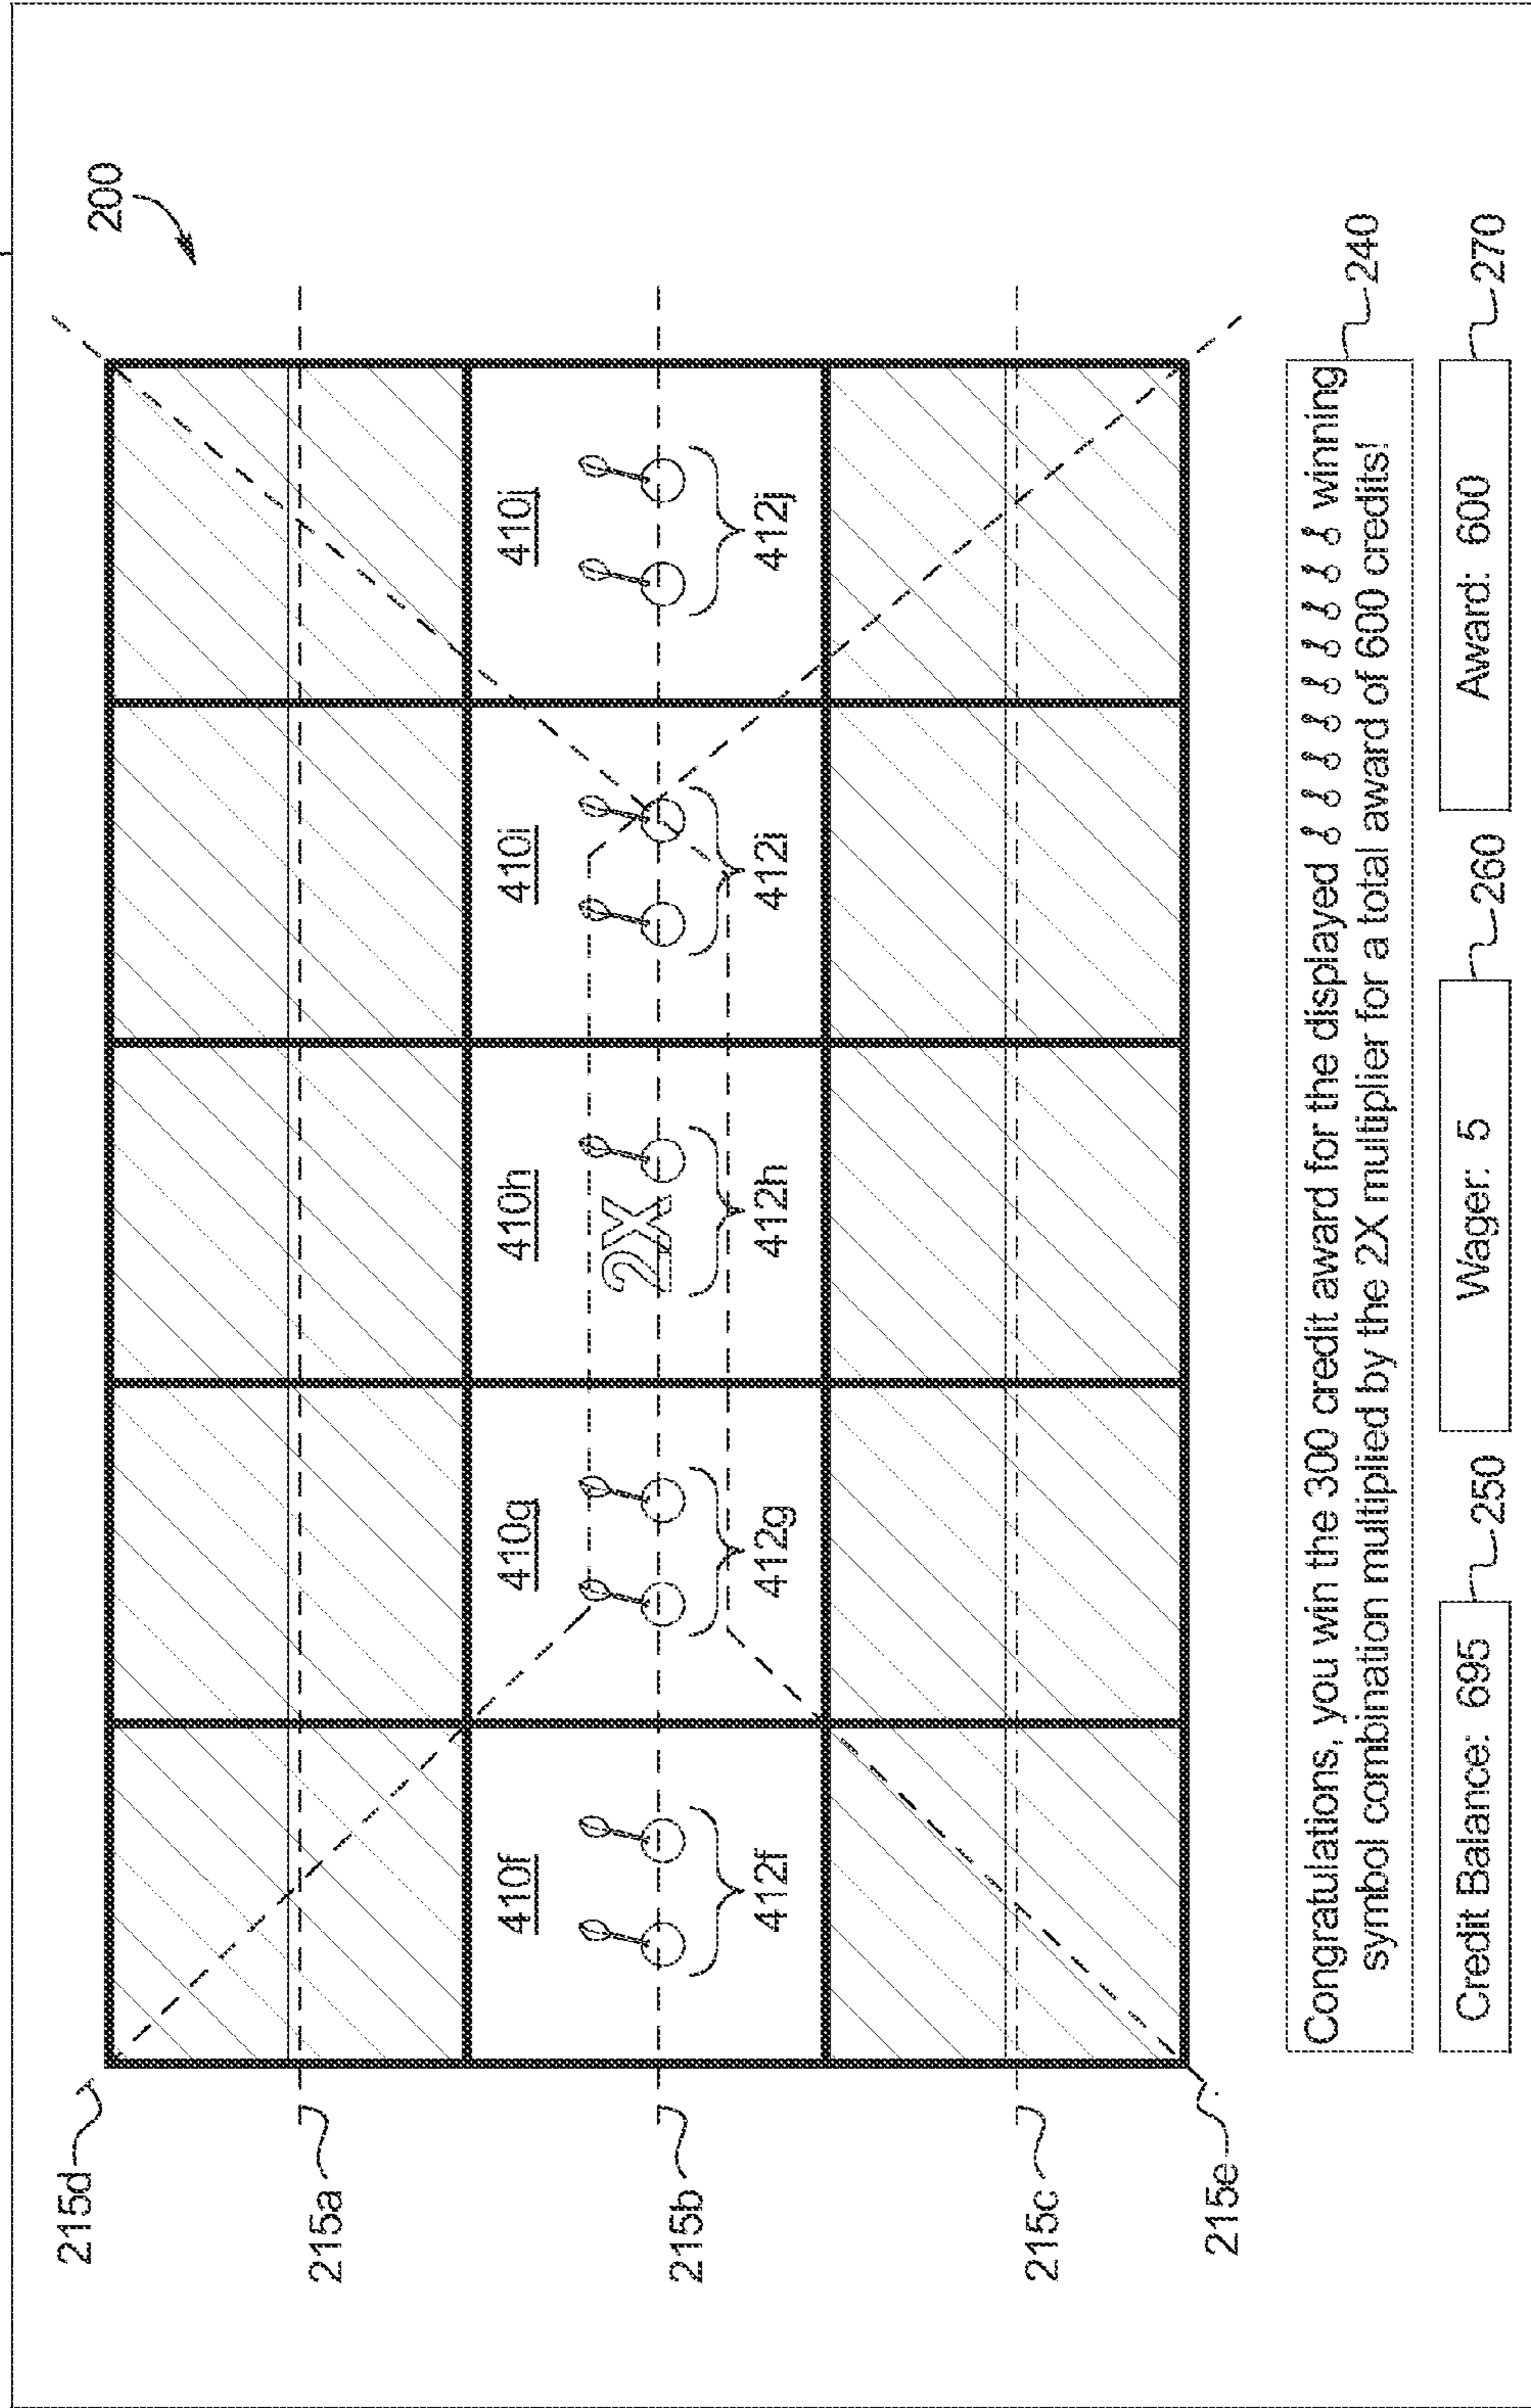 200
215d
215a
215b
215c
215e
410f
410g
410h
410i
410j
2X
412f
412g
412h
412i
412j
Congratulations, you win the 300 credit award for the displayed winning
symbol combination multiplied by the 2X multiplier for a total award of 600 credits!
240
Credit Balance: 695
250
Wager: 5
260
Award: 600
270